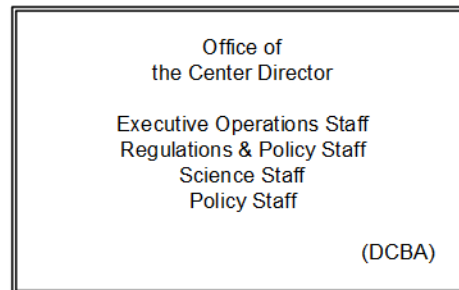 Office of
the Center Director
Executive Operations Staff
Regulations & Policy Staff
Science Staff
Policy Staff
(DCBA)